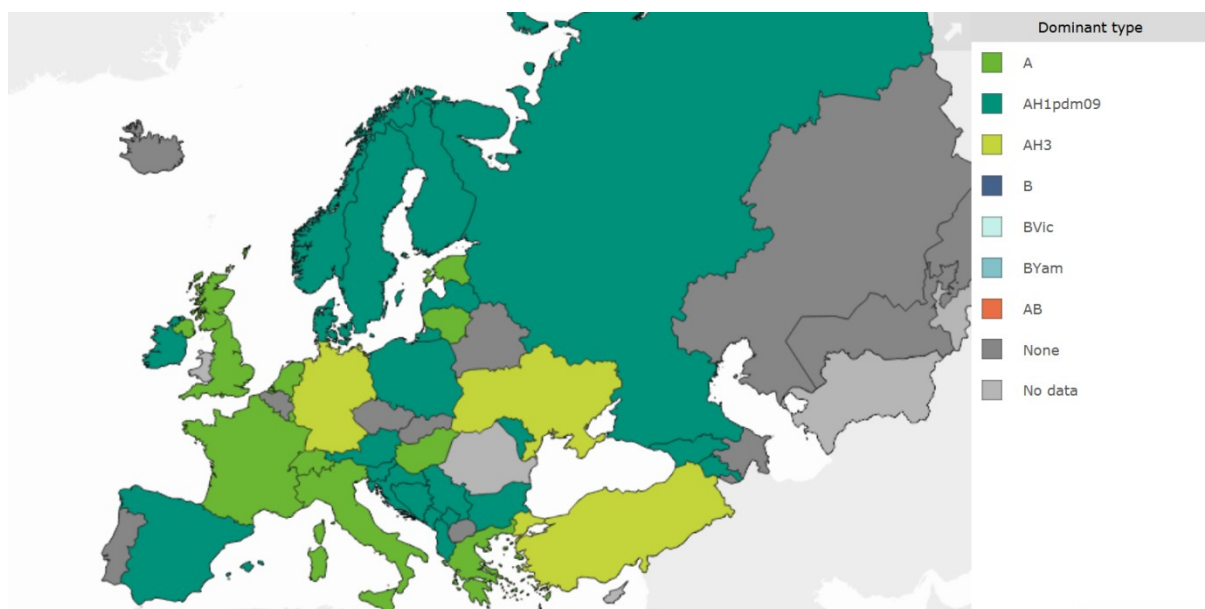 Dominant type
A
AH1pdm09
AH3
B
BVic
BYam
AB
None
No data